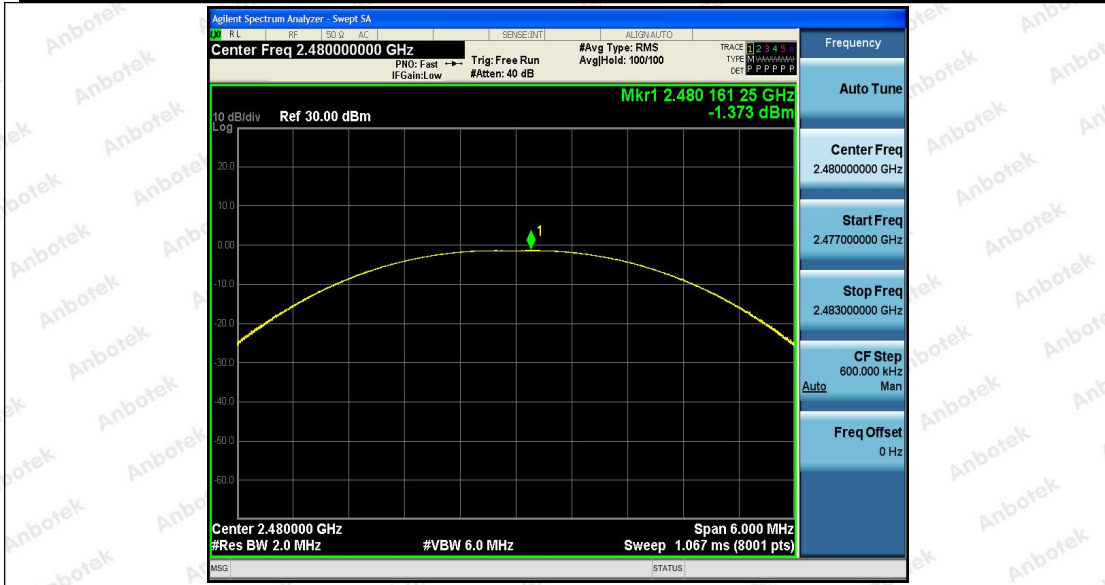 Agilent Spectrum Analyzer - Swept SA
LXI RL RF 50 Ω AC SENSE:INT ALIGNAUTO
Center Freq 2.480000000 GHz
PNO: Fast
IFGain:Low
Trig: Free Run
#Atten: 40 dB
#Avg Type: RMS
Avg|Hold: 100/100
TRACE 1 2 3 4 5 6
TYPE M
DET P P P P P P
Mkr1 2.480 161 25 GHz
-1.373 dBm
10 dB/div Ref 30.00 dBm
Log
20.0
10.0
0.00
-10.0
-20.0
-30.0
-40.0
-50.0
-60.0
1
Center 2.480000 GHz Span 6.000 MHz
#Res BW 2.0 MHz #VBW 6.0 MHz Sweep 1.067 ms (8001 pts)
MSG STATUS
Frequency
Auto Tune
Center Freq
2.480000000 GHz
Start Freq
2.477000000 GHz
Stop Freq
2.483000000 GHz
CF Step
600.000 kHz
Auto Man
Freq Offset
0 Hz
Anbotek